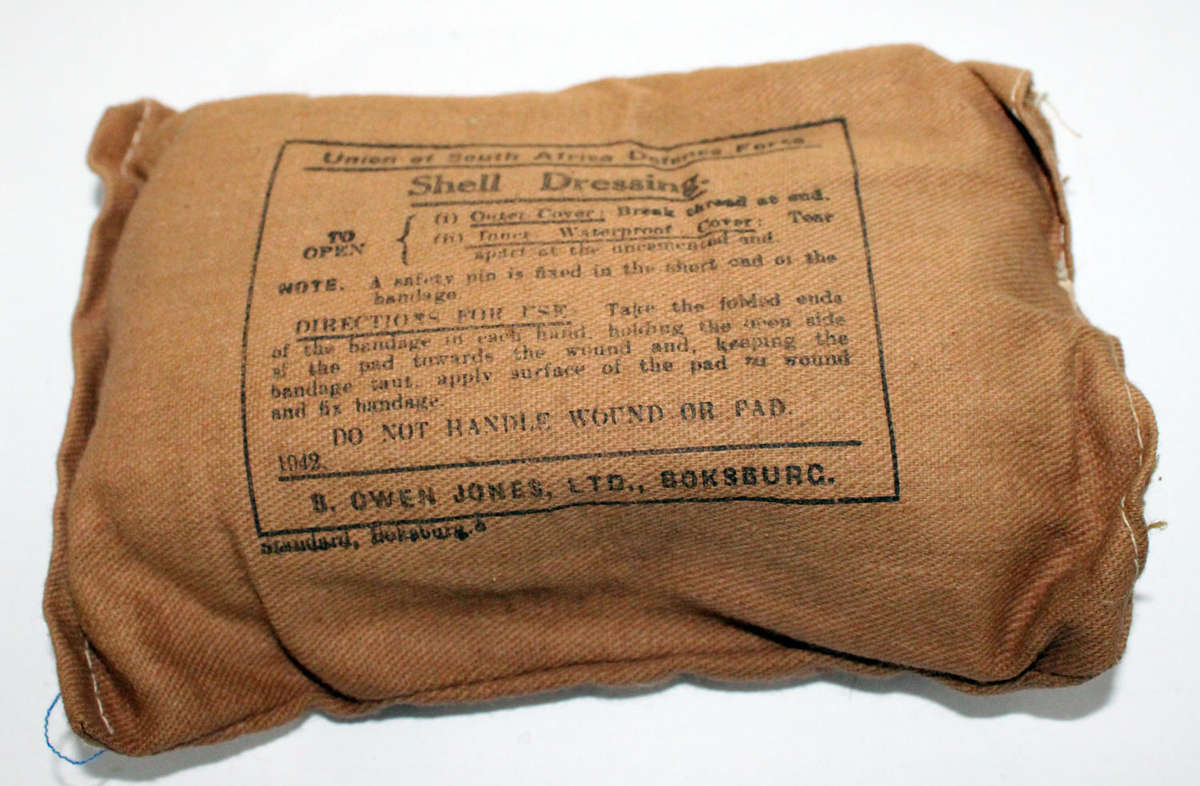 Union of South Africa Defence Force
Shell Dressing.
TO OPEN { (i) Outer Cover: Break thread at end.
(ii) Inner Waterproof Cover: Tear
apart at the uncemented end.
NOTE. A safety pin is fixed in the short end of the
bandage.
DIRECTIONS FOR USE. Take the folded ends
of the bandage in each hand, holding the open side
of the pad towards the wound and, keeping the
bandage taut, apply surface of the pad to wound
and fix bandage.
DO NOT HANDLE WOUND OR PAD.
1942.
B. OWEN JONES, LTD., BOKSBURG.
Standard, Boksburg.